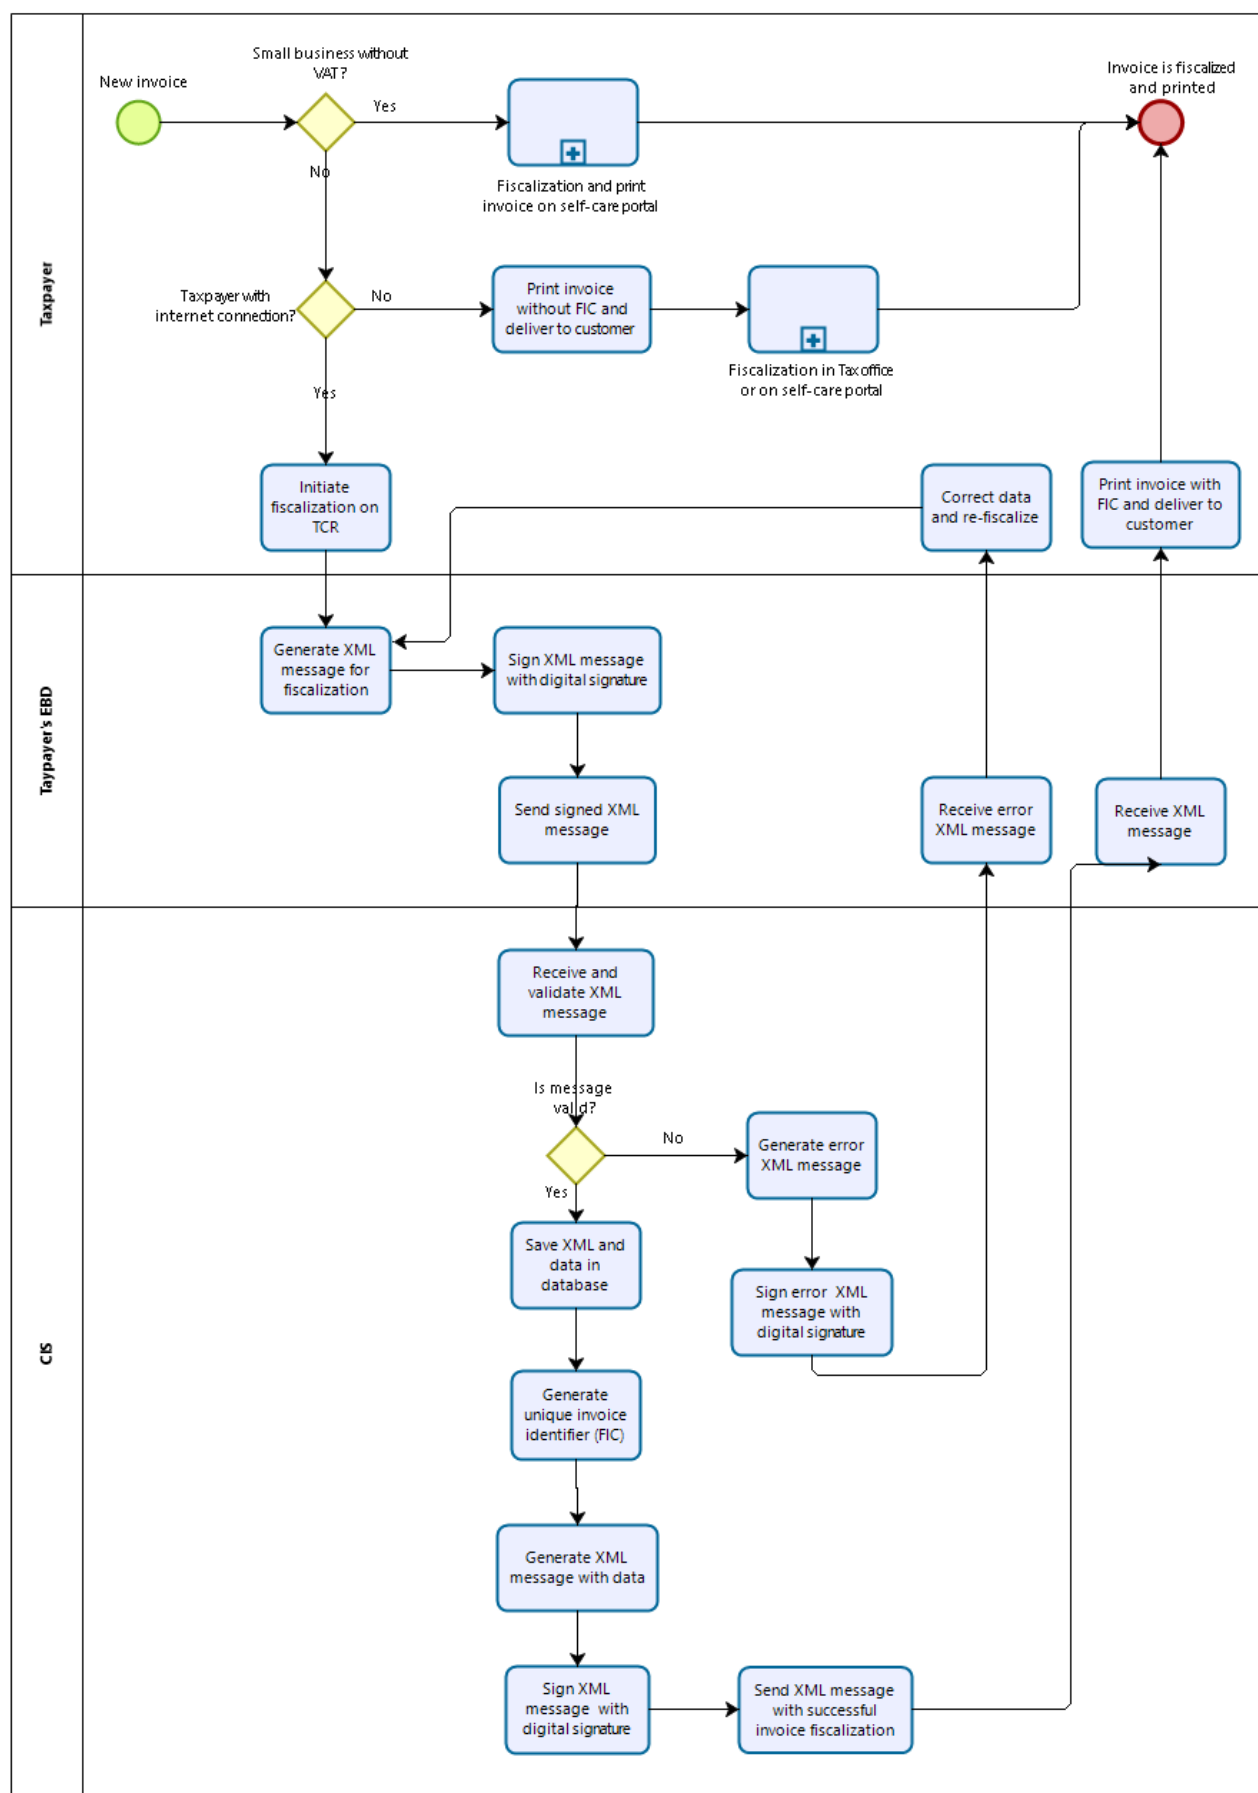 Taxpayer
Small business without
VAT?
New invoice
Yes
No
Fiscalization and print
invoice on self-care portal
Invoice is fiscalized
and printed
Taxpayer with
internet connection?
No
Yes
Print invoice
without FIC and
deliver to customer
Fiscalization in Tax office
or on self-care portal
Initiate
fiscalization on
TCR
Correct data
and re-fiscalize
Print invoice with
FIC and deliver to
customer
Taypayer's EBD
Generate XML
message for
fiscalization
Sign XML message
with digital signature
Send signed XML
message
Receive error
XML message
Receive XML
message
CIS
Receive and
validate XML
message
Is message
valid?
No
Yes
Generate error
XML message
Save XML and
data in
database
Sign error XML
message with
digital signature
Generate
unique invoice
identifier (FIC)
Generate XML
message with data
Sign XML
message with
digital signature
Send XML message
with successful
invoice fiscalization